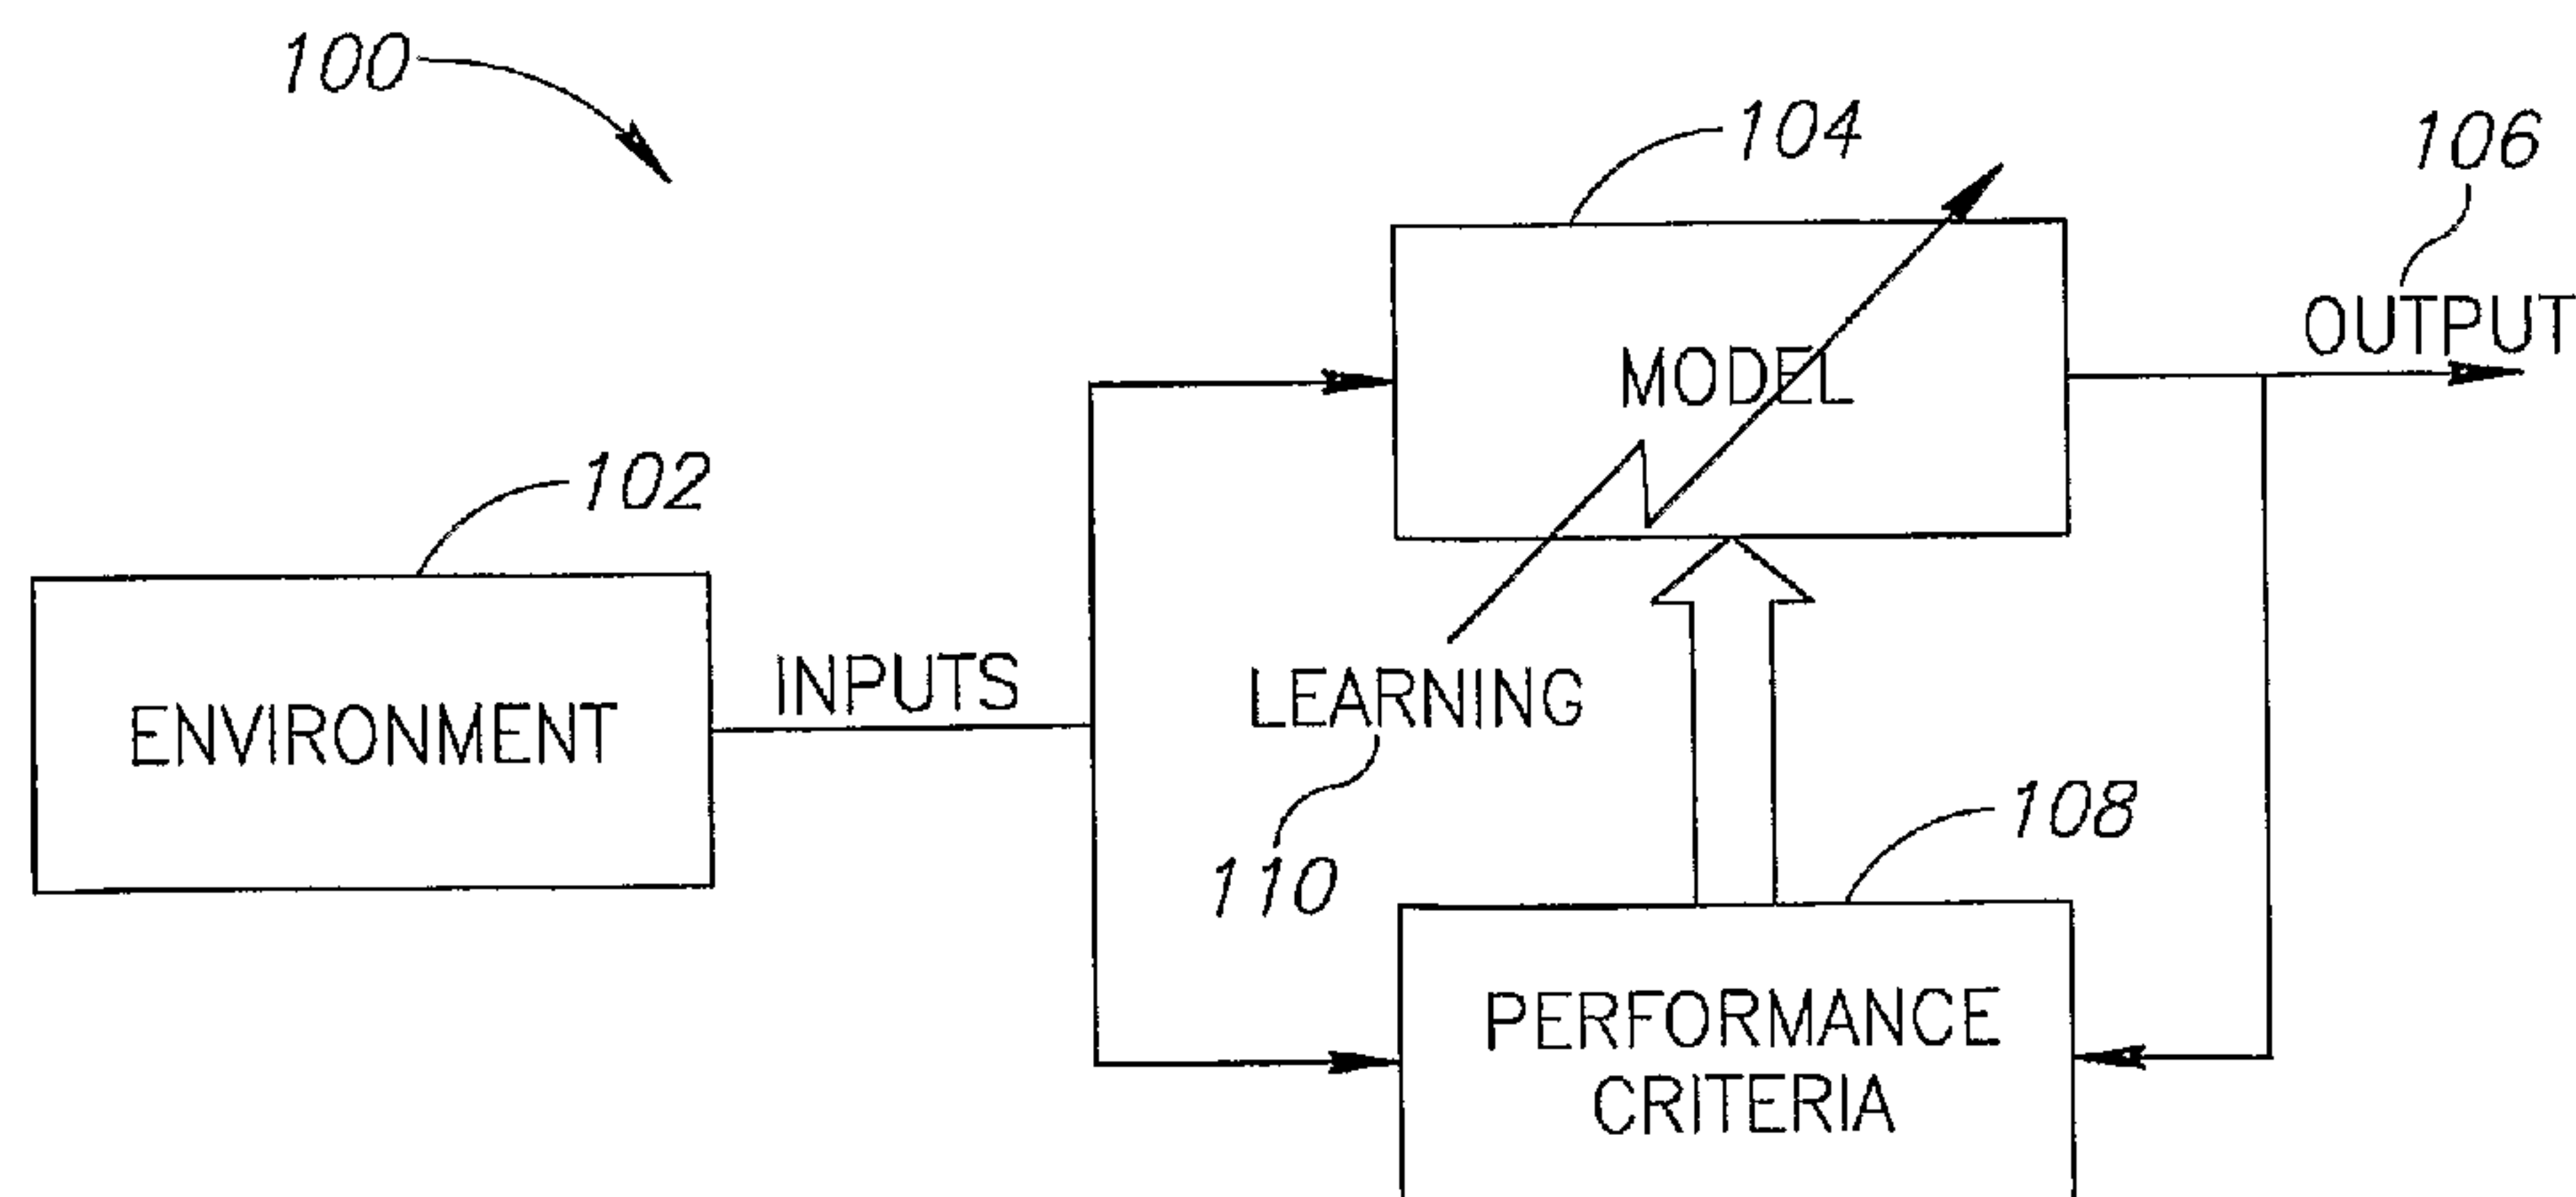 100
104
106
OUTPUT
MODEL
102
ENVIRONMENT
INPUTS
LEARNING
110
108
PERFORMANCE
CRITERIA